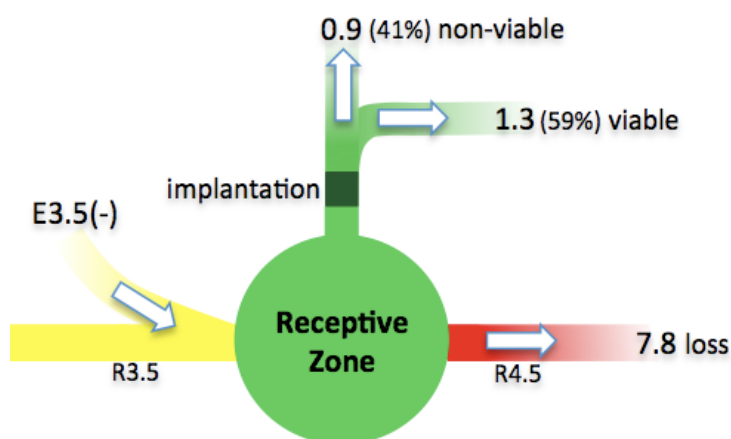 0.9 (41%) non-viable
1.3 (59%) viable
implantation
E3.5(-)
Receptive
Zone
7.8 loss
R3.5
R4.5